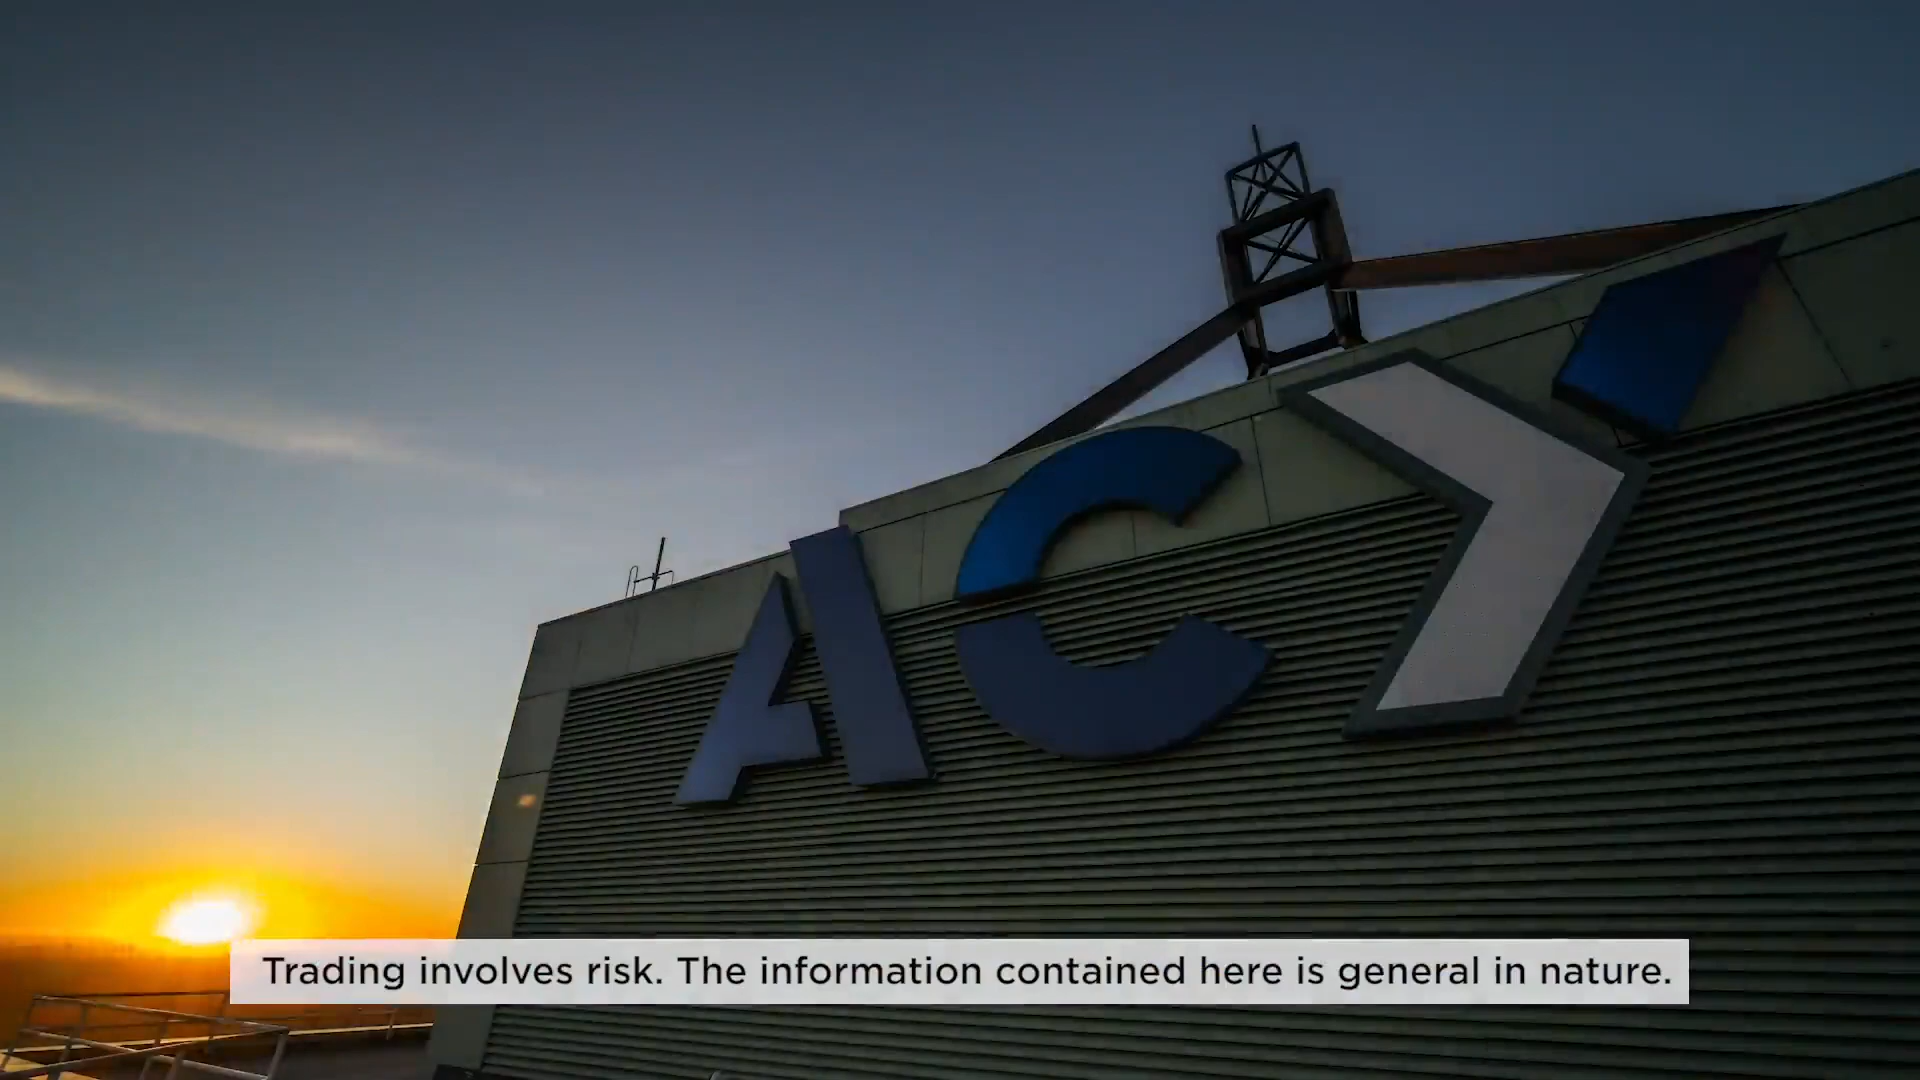 ACY
Trading involves risk. The information contained here is general in nature.